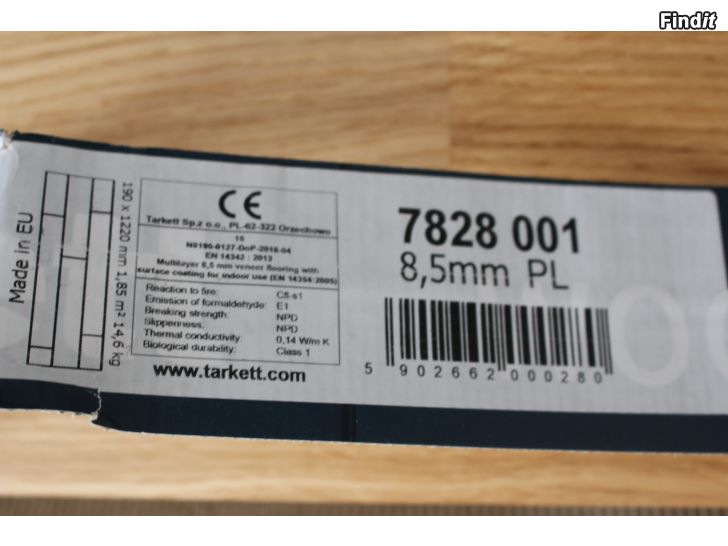 Findit
Made in EU
190 x 1220 mm 1,85 m² 14,6 kg
CE
Tarkett Sp.z o.o., PL-62-322 Orzechowo
16
N0190-0127-DoP-2016-04
EN 14342 : 2013
Multilayer 8,5 mm veneer flooring with
surface coating for indoor use (EN 14354:2005)
Reaction to fire: Cfl-s1
Emission of formaldehyde: E1
Breaking strength: NPD
Slipperiness: NPD
Thermal conductivity: 0,14 W/m K
Biological durability: Class 1
www.tarkett.com
7828 001
8,5mm PL
5 902662 000280